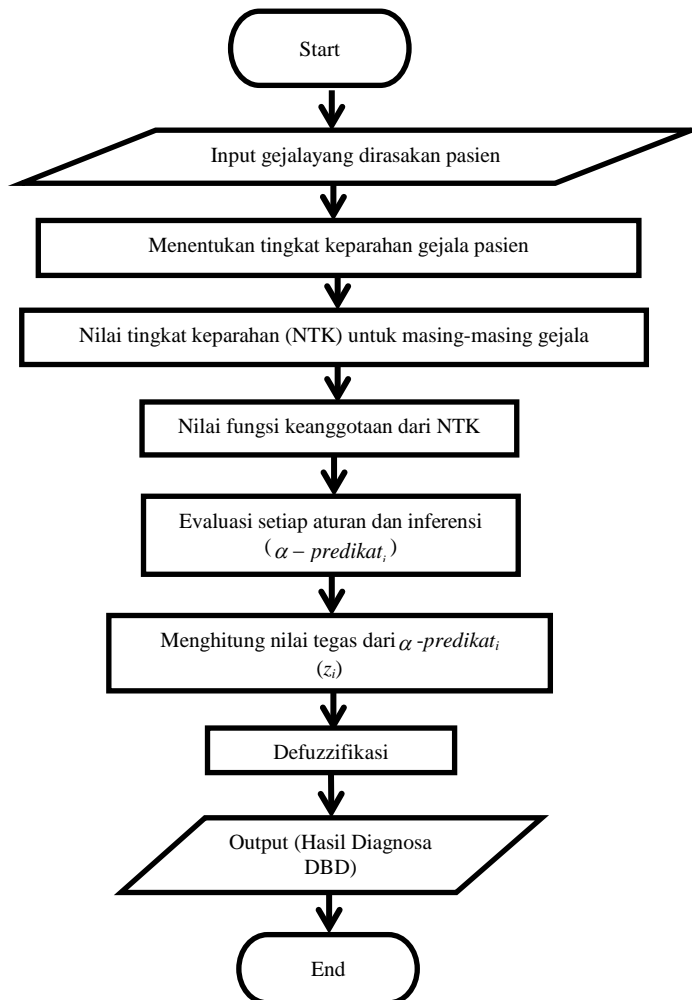 Start
Input gejalayang dirasakan pasien
Menentukan tingkat keparahan gejala pasien
Nilai tingkat keparahan (NTK) untuk masing-masing gejala
Nilai fungsi keanggotaan dari NTK
Evaluasi setiap aturan dan inferensi
(α – predikatᵢ)
Menghitung nilai tegas dari α -predikatᵢ
(zᵢ)
Defuzzifikasi
Output (Hasil Diagnosa
DBD)
End